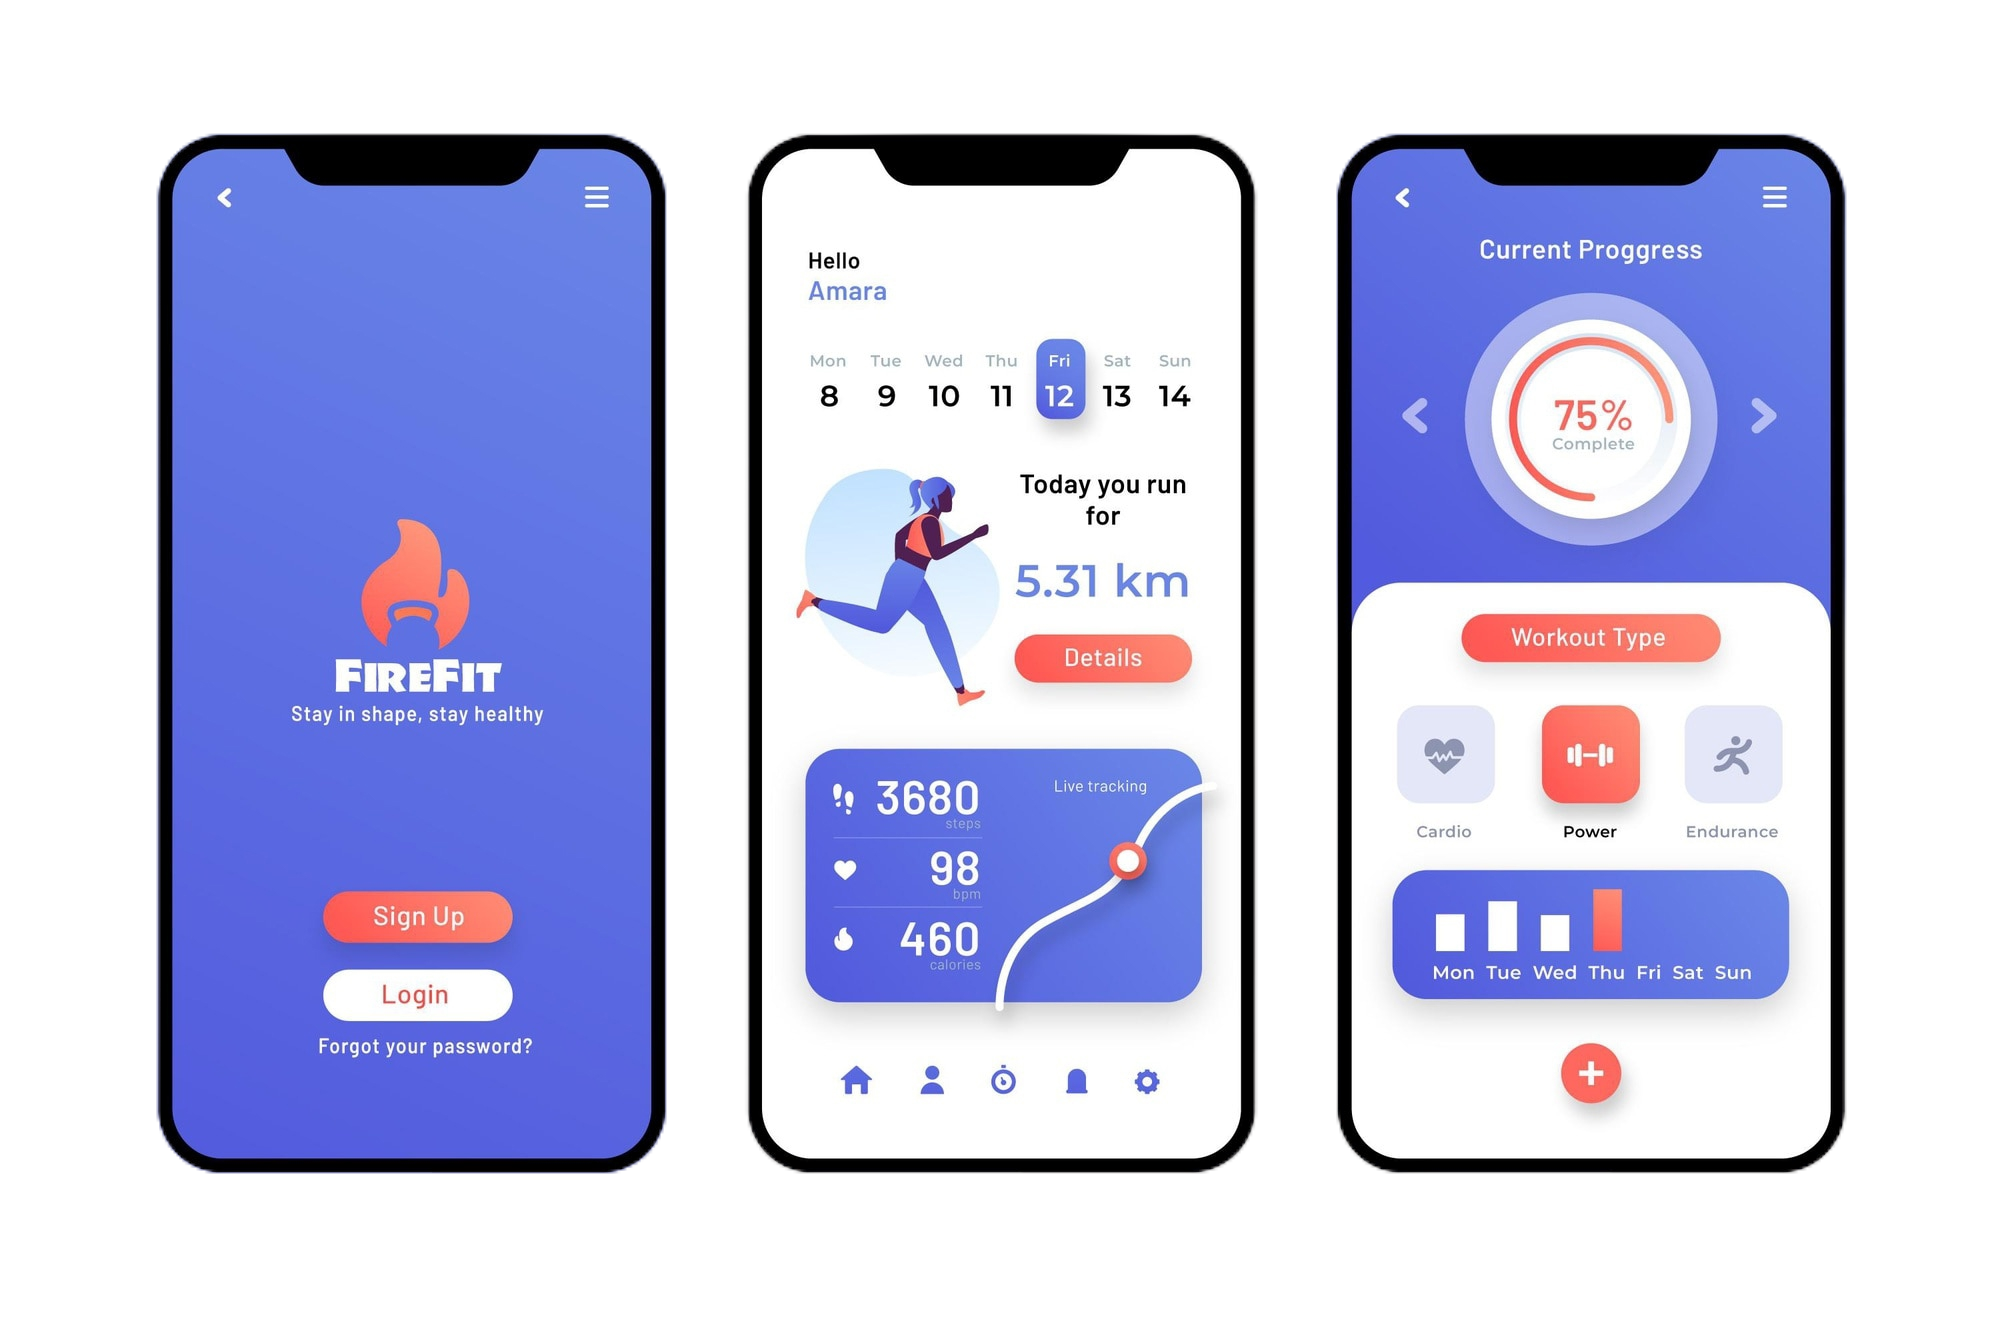 FIREFIT
Stay in shape, stay healthy
Sign Up
Login
Forgot your password?
Hello
Amara
Mon Tue Wed Thu Fri Sat Sun
8 9 10 11 12 13 14
Today you run
for
5.31 km
Details
3680
steps
98
bpm
460
calories
Live tracking
Current Proggress
75%
Complete
Workout Type
Cardio Power Endurance
Mon Tue Wed Thu Fri Sat Sun